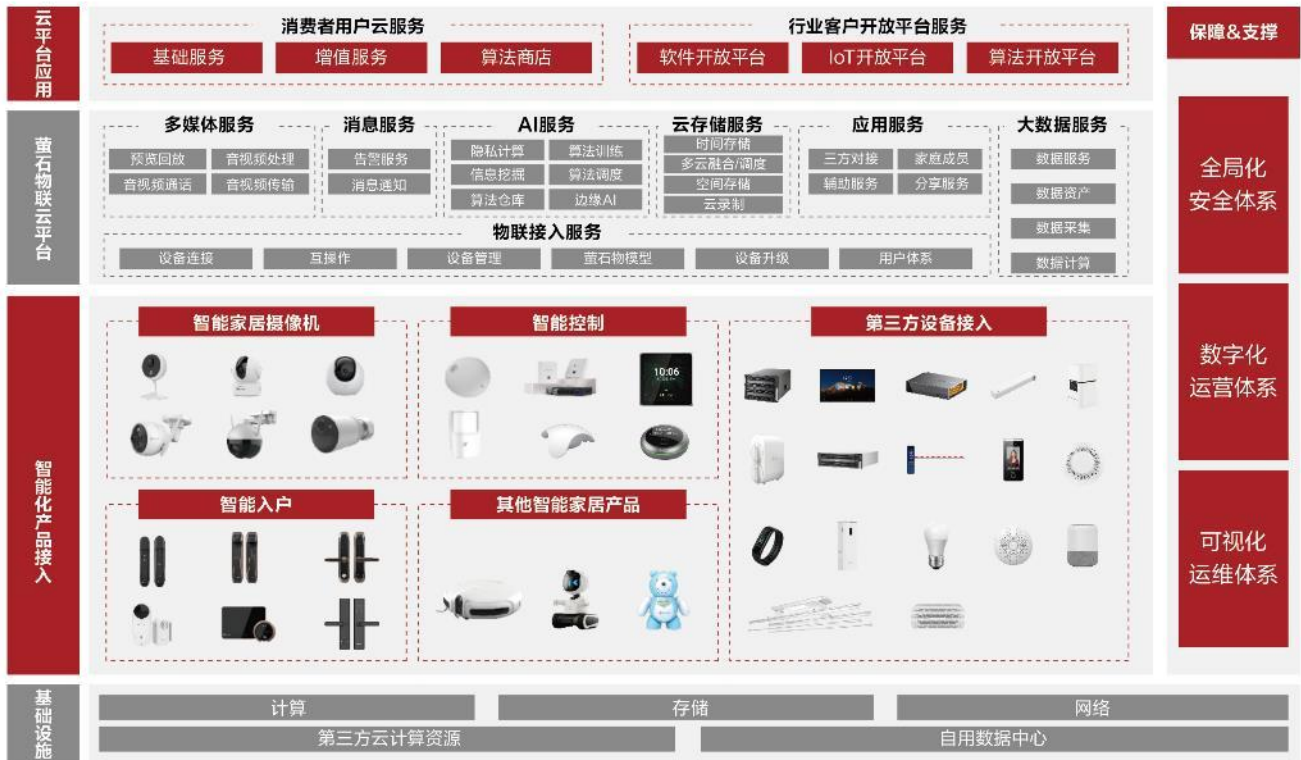 云平台应用
消费者用户云服务
基础服务
增值服务
算法商店
行业客户开放平台服务
软件开放平台
IoT开放平台
算法开放平台
萤石物联云平台
多媒体服务
预览回放
音视频处理
音视频通话
音视频传输
消息服务
告警服务
消息通知
AI服务
隐私计算
算法训练
信息挖掘
算法调度
算法仓库
边缘AI
云存储服务
时间存储
多云融合/调度
空间存储
云录制
应用服务
三方对接
家庭成员
辅助服务
分享服务
大数据服务
数据服务
数据资产
数据采集
数据计算
物联接入服务
设备连接
互操作
设备管理
萤石物模型
设备升级
用户体系
智能化产品接入
智能家居摄像机
智能控制
10:06
第三方设备接入
智能入户
其他智能家居产品
基础设施
计算
存储
网络
第三方云计算资源
自用数据中心
保障&支撑
全局化
安全体系
数字化
运营体系
可视化
运维体系